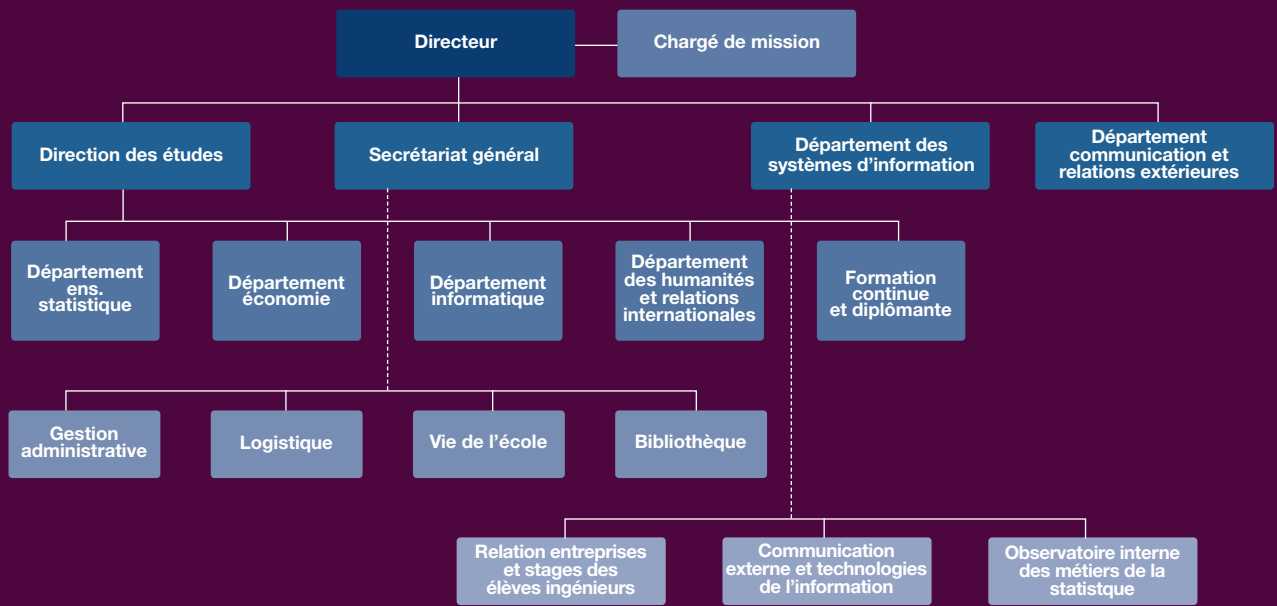 Directeur
Chargé de mission
Direction des études
Secrétariat général
Département des
systèmes d'information
Département
communication et
relations extérieures
Département
ens.
statistique
Département
économie
Département
informatique
Département
des humanités
et relations
internationales
Formation
continue
et diplômante
Gestion
administrative
Logistique
Vie de l'école
Bibliothèque
Relation entreprises
et stages des
élèves ingénieurs
Communication
externe et technologies
de l'information
Observatoire interne
des métiers de la
statistque